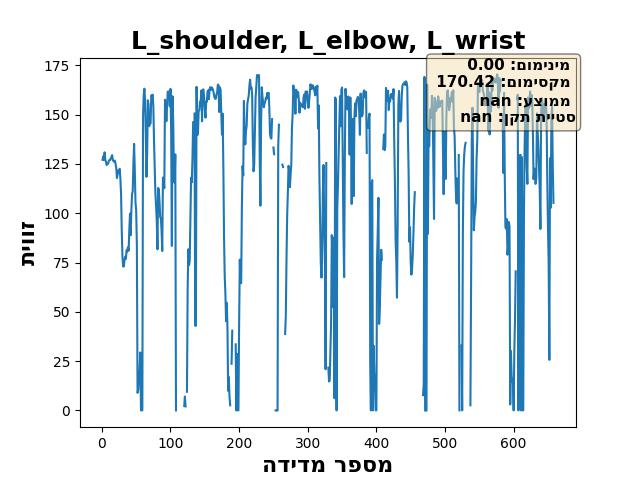 L_shoulder, L_elbow, L_wrist
מינימום: 0.00
מקסימום: 170.42
ממוצע: nan
סטיית תקן: nan
175
150
125
100
75
50
25
0
זווית
0 100 200 300 400 500 600
מספר מדידה